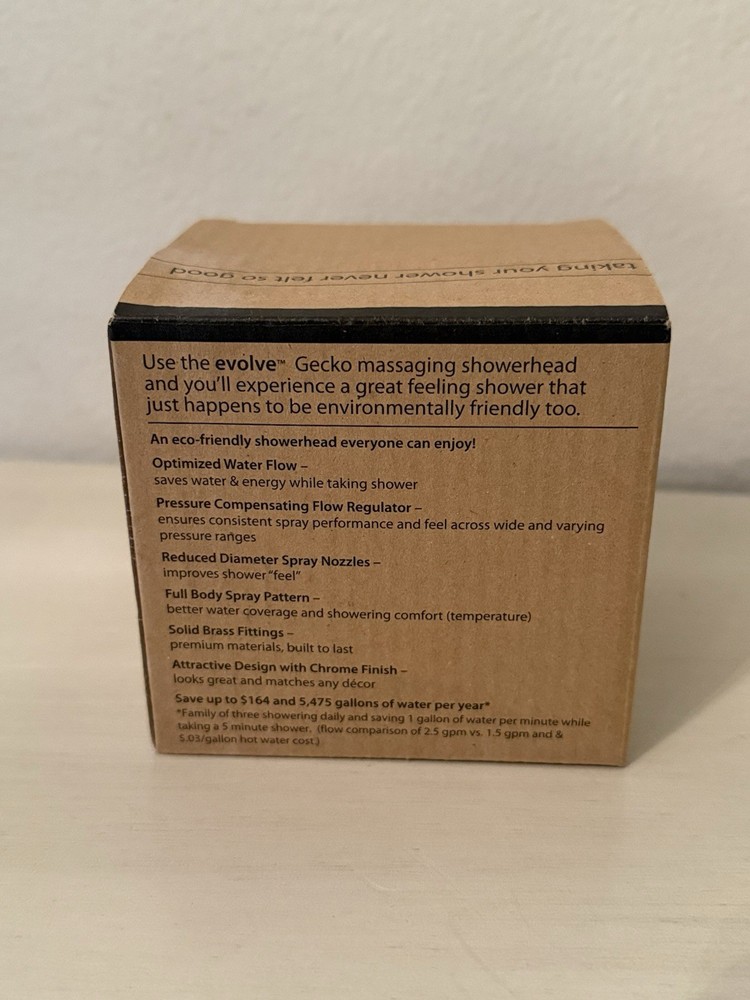 taking your shower never felt so good
Use the evolve™ Gecko massaging showerhead
and you'll experience a great feeling shower that
just happens to be environmentally friendly too.
An eco-friendly showerhead everyone can enjoy!
Optimized Water Flow –
saves water & energy while taking shower
Pressure Compensating Flow Regulator –
ensures consistent spray performance and feel across wide and varying
pressure ranges
Reduced Diameter Spray Nozzles –
improves shower "feel"
Full Body Spray Pattern –
better water coverage and showering comfort (temperature)
Solid Brass Fittings –
premium materials, built to last
Attractive Design with Chrome Finish –
looks great and matches any décor
Save up to $164 and 5,475 gallons of water per year*
*Family of three showering daily and saving 1 gallon of water per minute while
taking a 5 minute shower. (flow comparison of 2.5 gpm vs. 1.5 gpm and &
$.03/gallon hot water cost.)